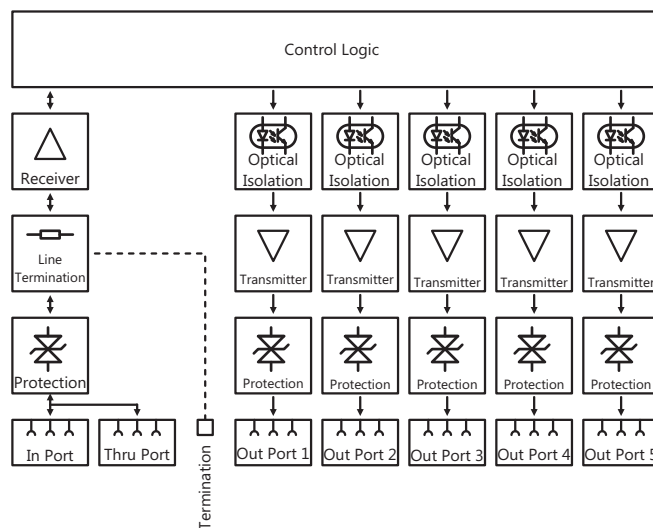 Control Logic
Receiver
Optical
Isolation
Optical
Isolation
Optical
Isolation
Optical
Isolation
Optical
Isolation
Line
Termination
Transmitter
Transmitter
Transmitter
Transmitter
Transmitter
Protection
Protection
Protection
Protection
Protection
Protection
In Port
Thru Port
Termination
Out Port 1
Out Port 2
Out Port 3
Out Port 4
Out Port 5